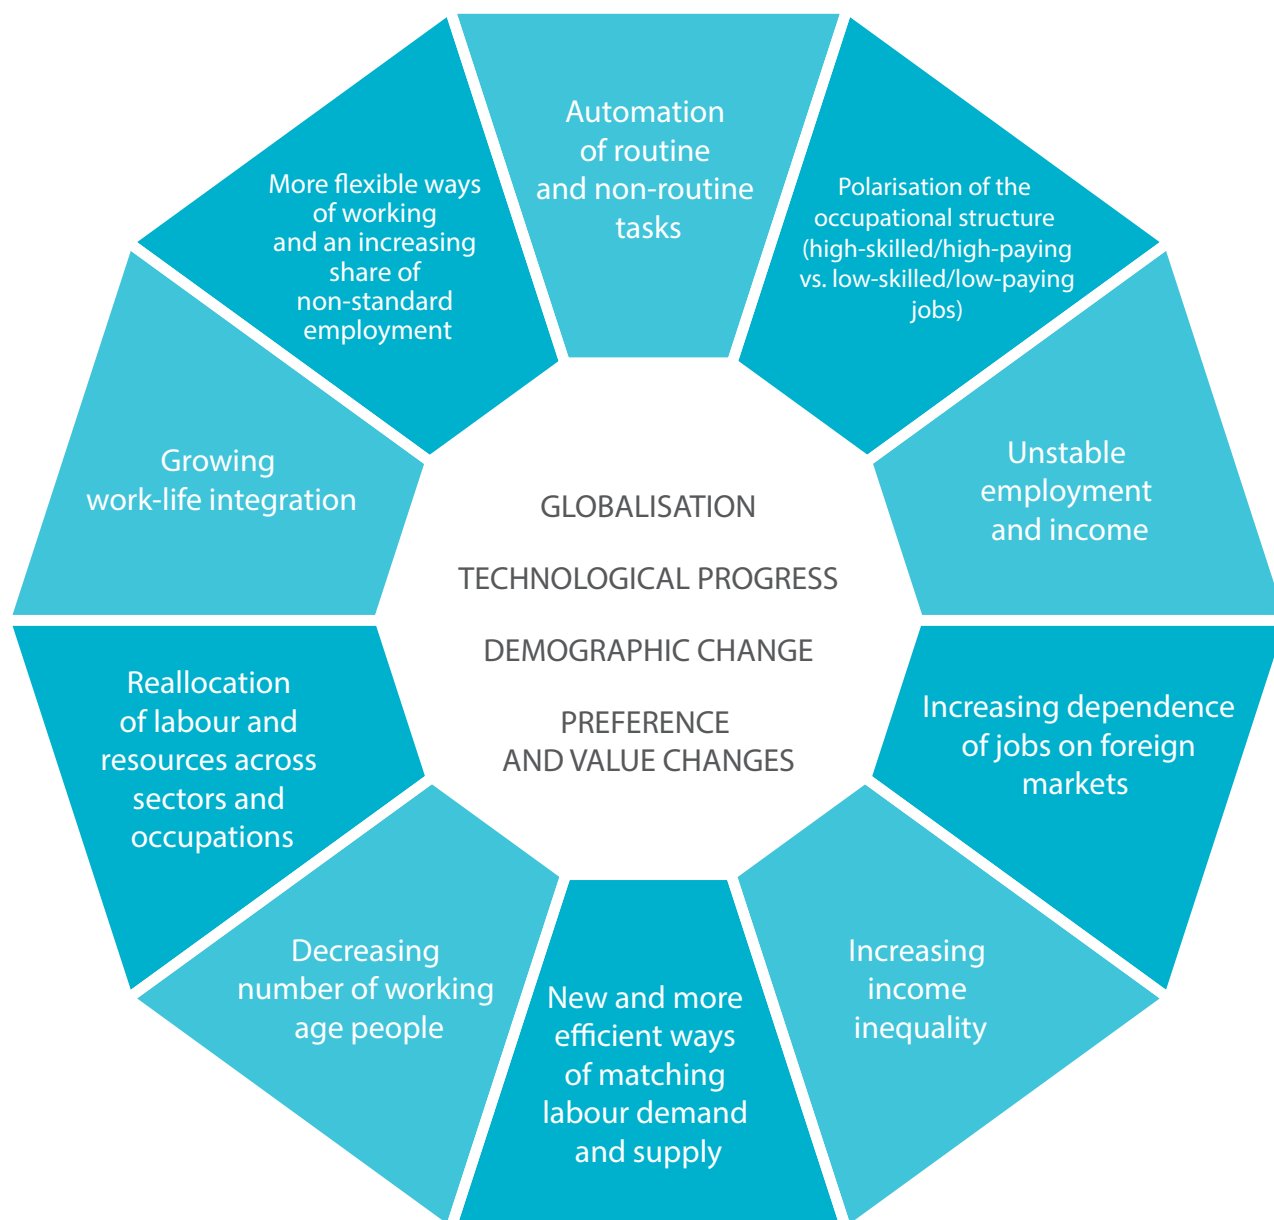 Automation
of routine
and non-routine
tasks
Polarisation of the
occupational structure
(high-skilled/high-paying
vs. low-skilled/low-paying
jobs)
Unstable
employment
and income
Increasing dependence
of jobs on foreign
markets
Increasing
income
inequality
New and more
efficient ways
of matching
labour demand
and supply
Decreasing
number of working
age people
Reallocation
of labour and
resources across
sectors and
occupations
Growing
work-life integration
More flexible ways
of working
and an increasing
share of
non-standard
employment
GLOBALISATION
TECHNOLOGICAL PROGRESS
DEMOGRAPHIC CHANGE
PREFERENCE
AND VALUE CHANGES